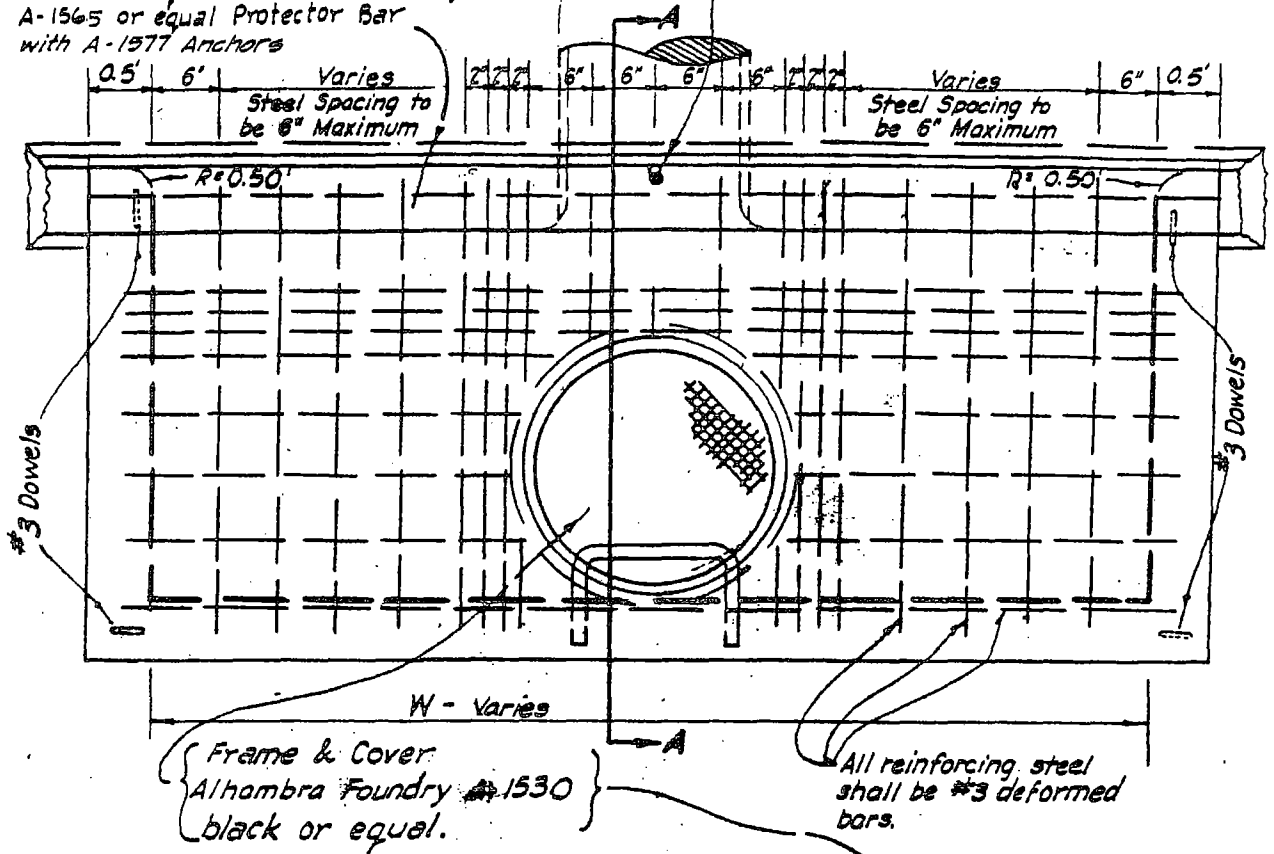 A-1565 or equal Protector Bar
with A-1577 Anchors
A
0.5' 6" Varies 2" 2" 2" 6" 6" 6" 6" 2" 2" 2" Varies 6" 0.5'
Steel Spacing to
be 6" Maximum
Steel Spacing to
be 6" Maximum
R=0.50'
R=0.50'
#3 Dowels
#3 Dowels
W - Varies
A
Frame & Cover
Alhambra Foundry 1530
black or equal.
All reinforcing steel
shall be #3 deformed
bars.